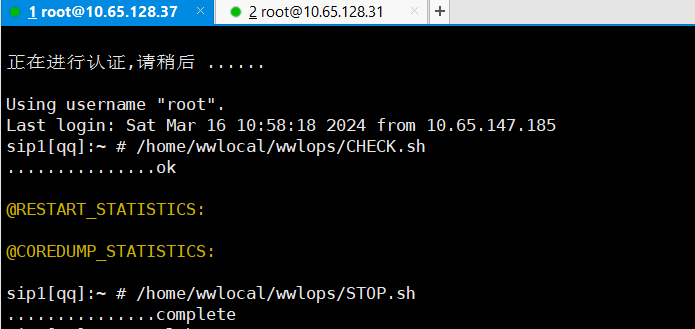 1 root@10.65.128.37 × 2 root@10.65.128.31 × +
正在进行认证,请稍后 ......
Using username "root".
Last login: Sat Mar 16 10:58:18 2024 from 10.65.147.185
sip1[qq]:~ # /home/wwlocal/wwlops/CHECK.sh
...............ok
@RESTART_STATISTICS:
@COREDUMP_STATISTICS:
sip1[qq]:~ # /home/wwlocal/wwlops/STOP.sh
...............complete